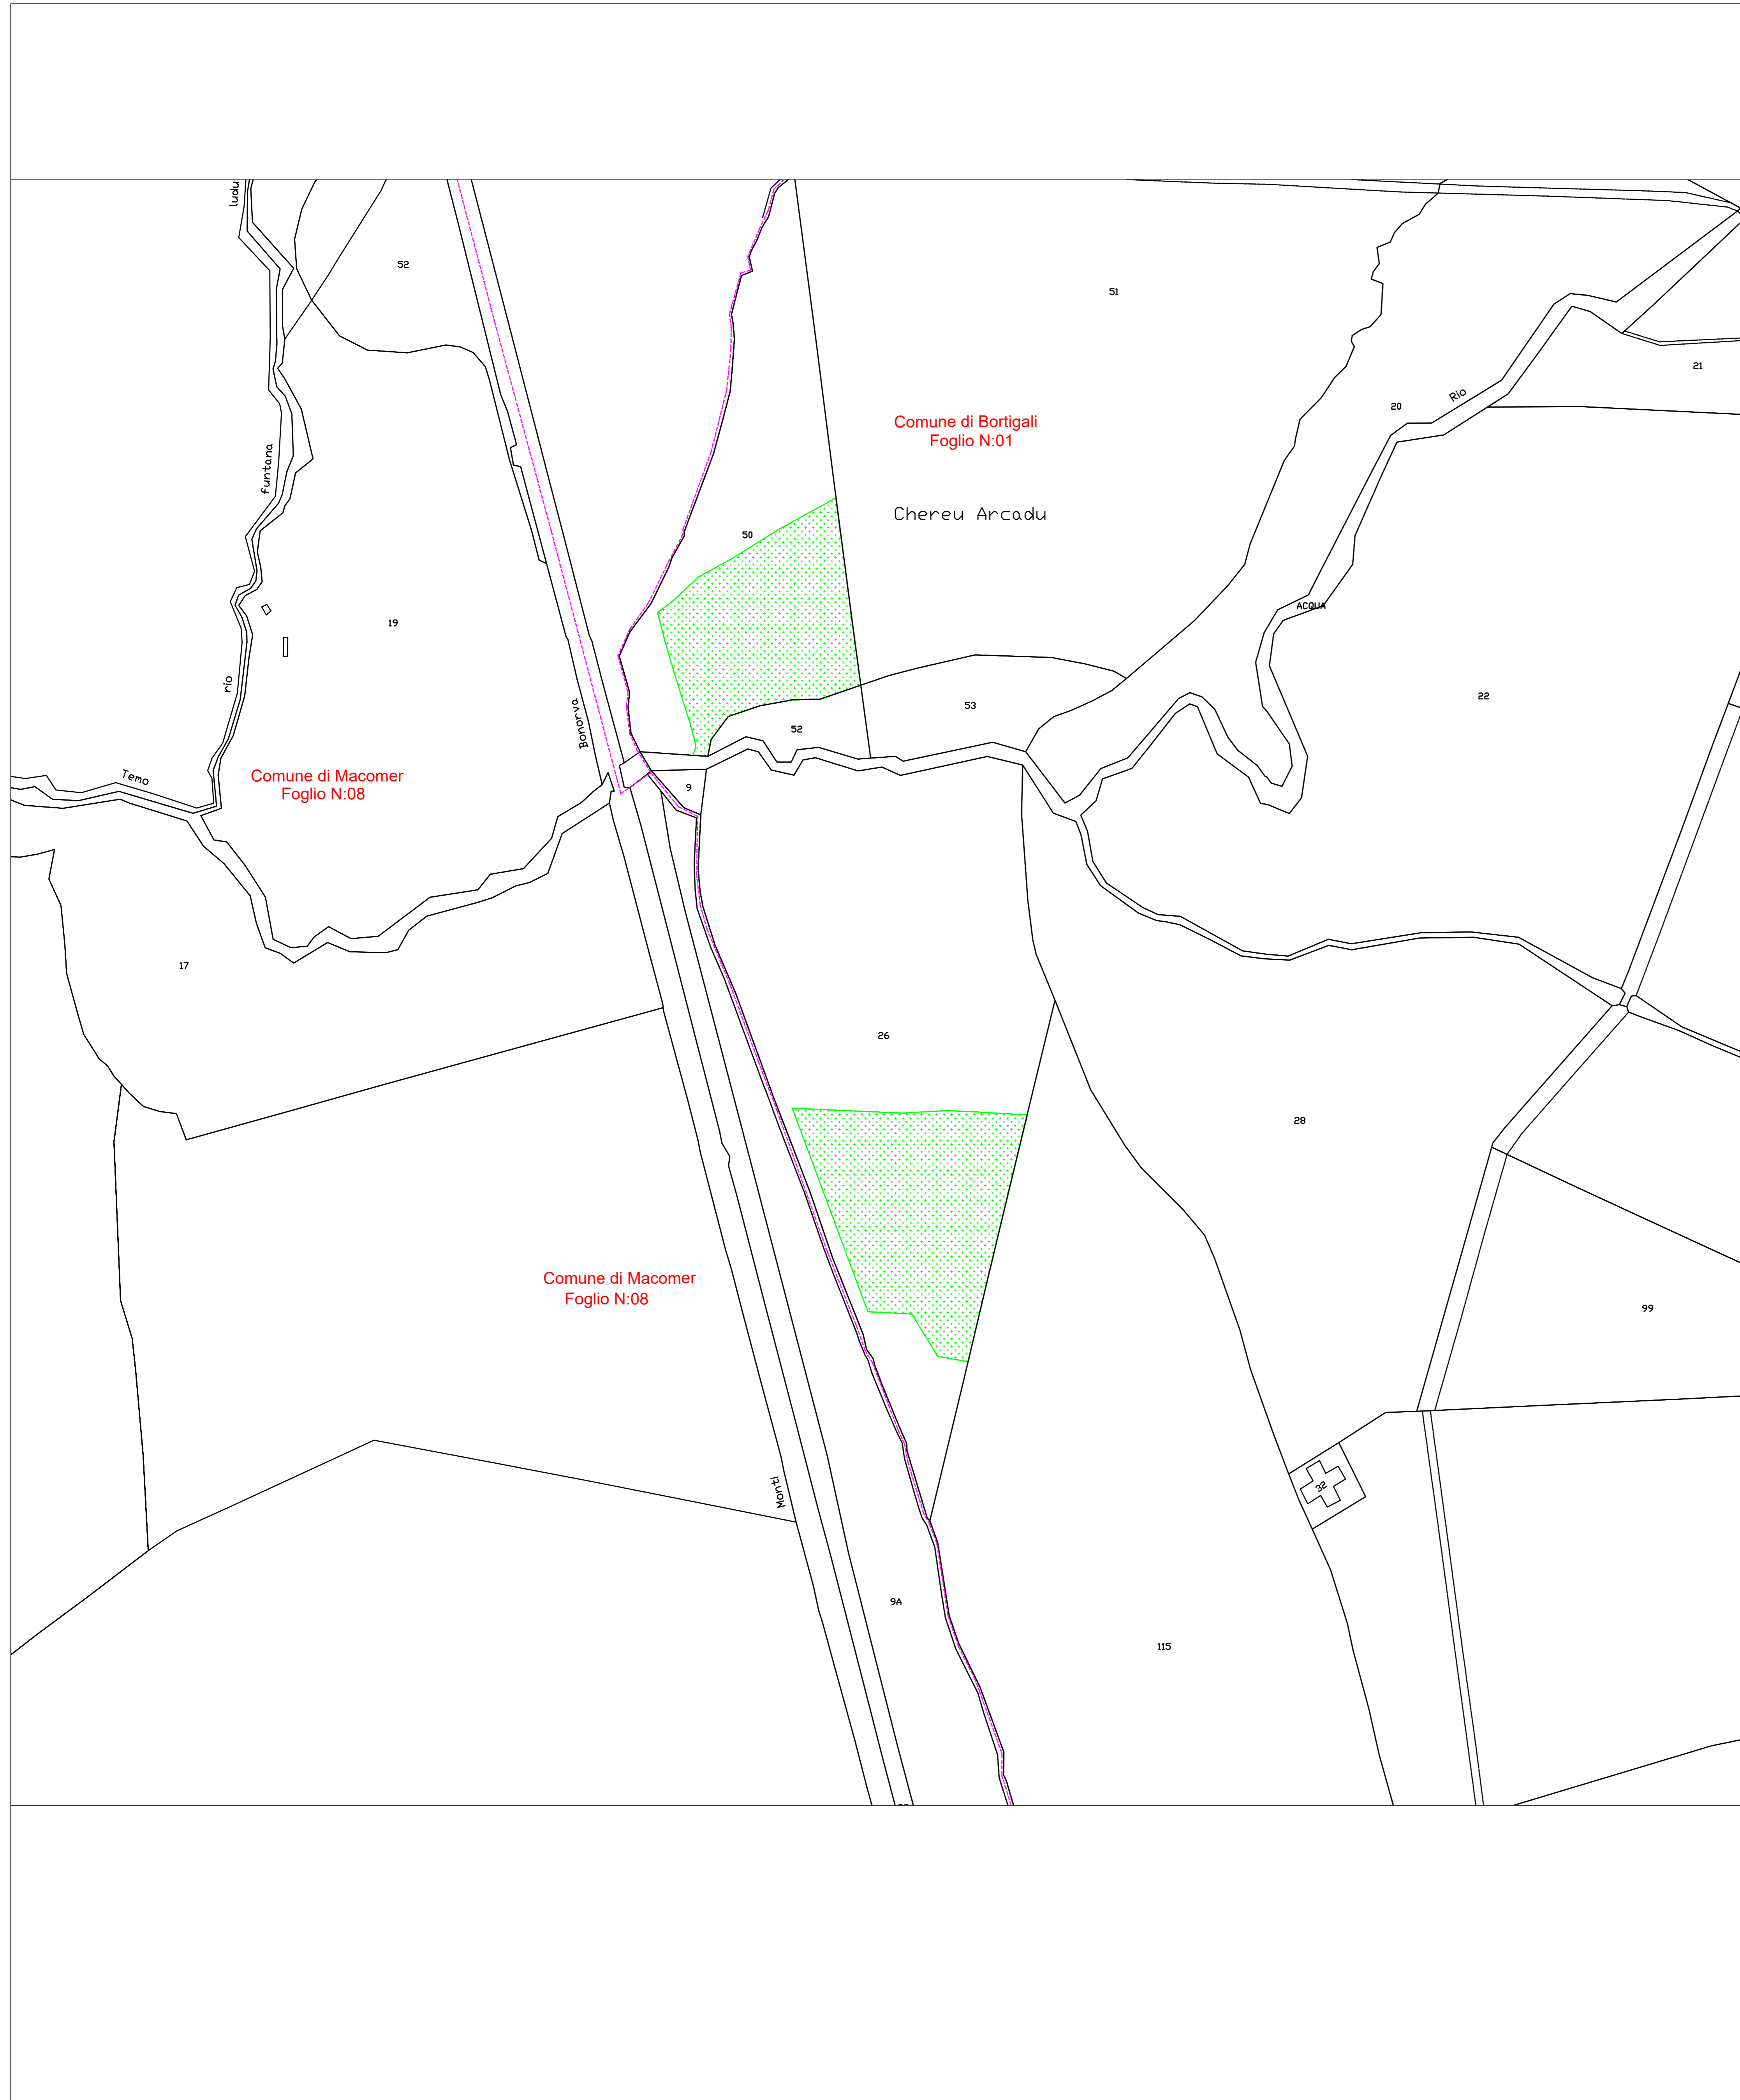 ludu
52
51
21
20
Rio
Comune di Bortigali
Foglio N:01
funtana
Chereu Arcadu
50
ACQUA
19
rio
22
53
Bonorva
52
Temo
Comune di Macomer
Foglio N:08
9
17
26
28
Comune di Macomer
Foglio N:08
99
32
Monti
9A
115